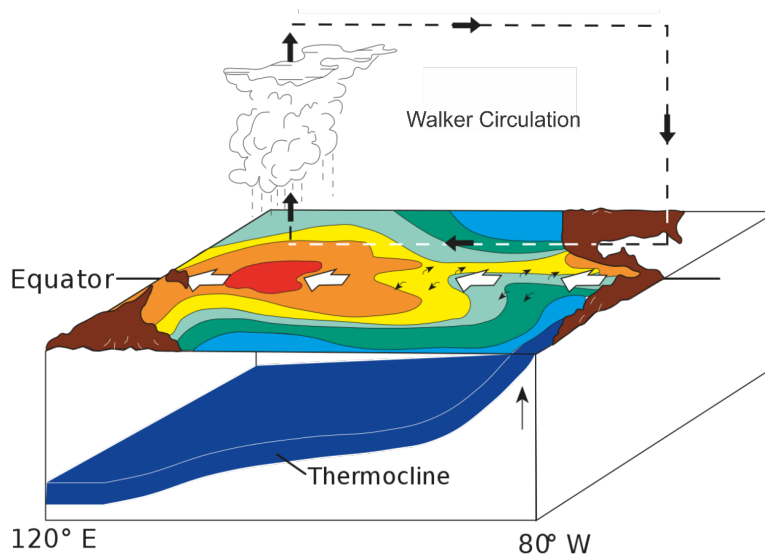 Walker Circulation
Equator
Thermocline
120° E
80° W